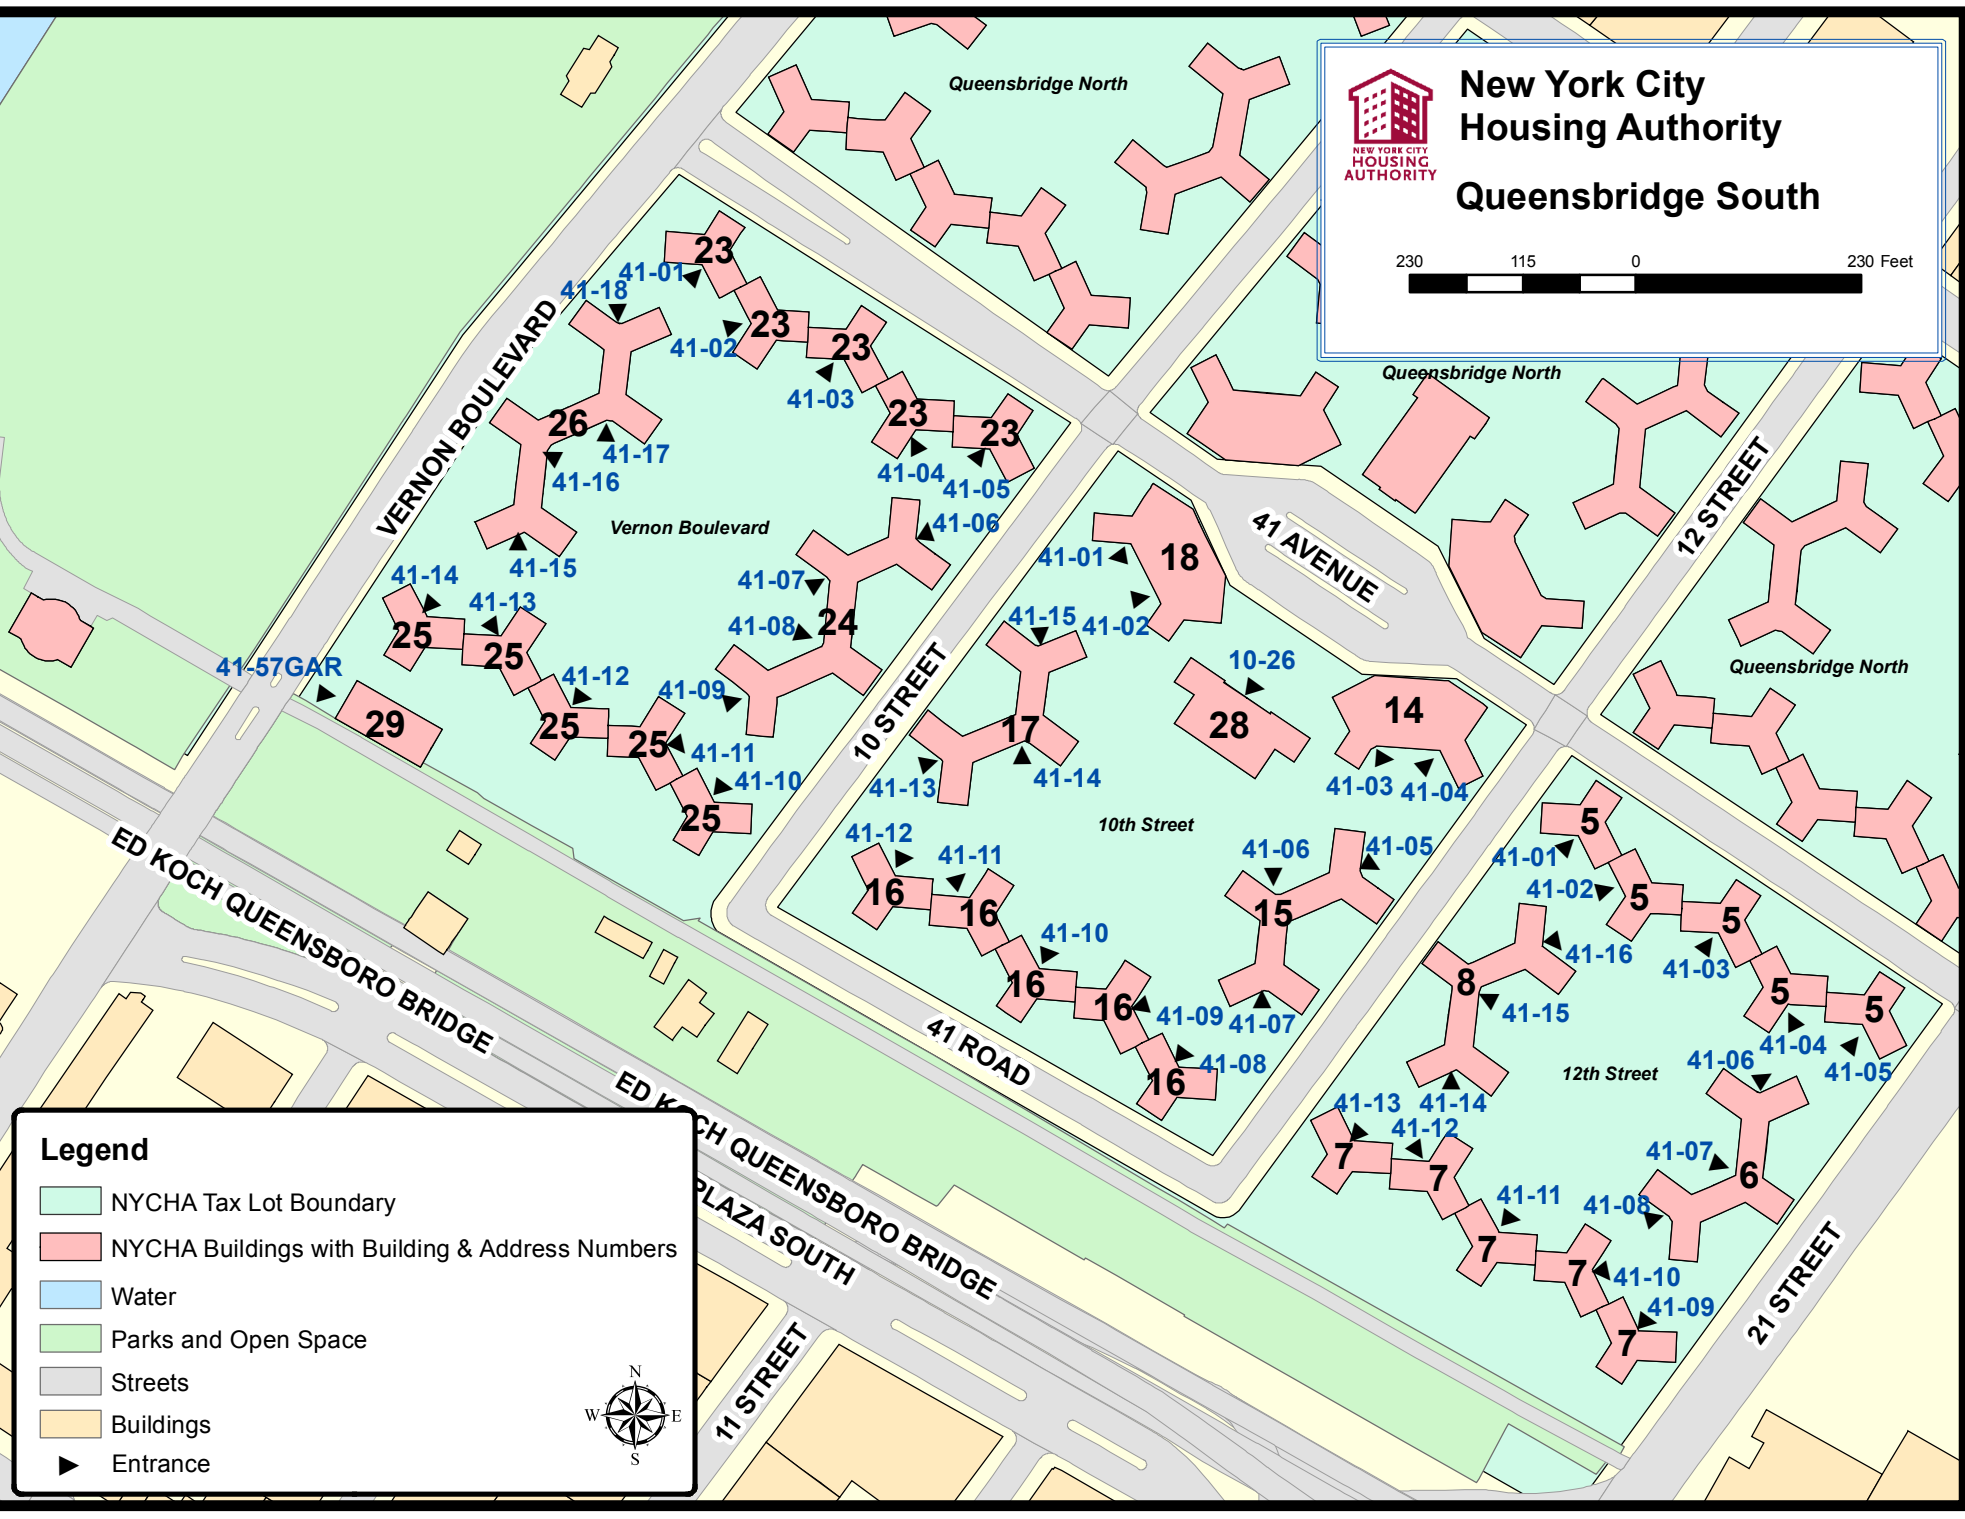 Queensbridge North
New York City
Housing Authority
NEW YORK CITY
HOUSING
AUTHORITY
Queensbridge South
230
115
0
230 Feet
Queensbridge North
Queensbridge North
VERNON BOULEVARD
41 AVENUE
12 STREET
10 STREET
23
41-01
41-18
23
41-02
23
41-03
23
23
26
41-17
41-04
41-05
41-16
Vernon Boulevard
41-06
41-15
41-14
41-07
41-13
24
41-08
25
25
41-57GAR
41-12
41-09
29
25
25
41-11
41-10
25
41-01
18
41-15
41-02
10-26
17
28
14
41-13
41-14
41-03
41-04
10th Street
41-12
41-11
41-06
41-05
16
16
15
41-10
16
16
41-09
41-07
41-08
16
5
41-01
41-02
5
5
41-16
41-03
8
5
5
41-15
41-04
41-06
41-05
12th Street
41-13
41-14
41-12
41-07
7
7
6
41-11
41-08
7
7
41-10
41-09
7
41 ROAD
21 STREET
ED KOCH QUEENSBORO BRIDGE
ED KOCH QUEENSBORO BRIDGE
PLAZA SOUTH
11 STREET
Legend
NYCHA Tax Lot Boundary
NYCHA Buildings with Building & Address Numbers
Water
Parks and Open Space
Streets
Buildings
Entrance
N
W
E
S